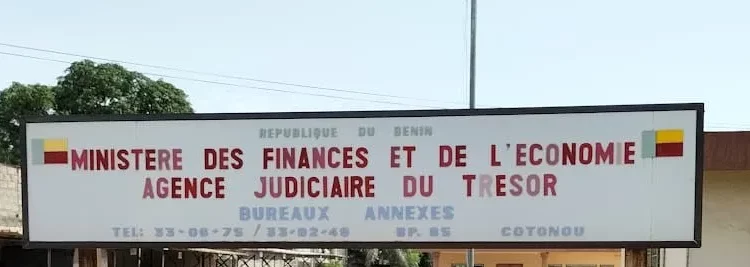 REPUBLIQUE DU BENIN
MINISTERE DES FINANCES ET DE L'ECONOMIE
AGENCE JUDICIAIRE DU TRESOR
BUREAUX ANNEXES
TEL: 33-06-75 / 33-02-48 BP. 85 COTONOU